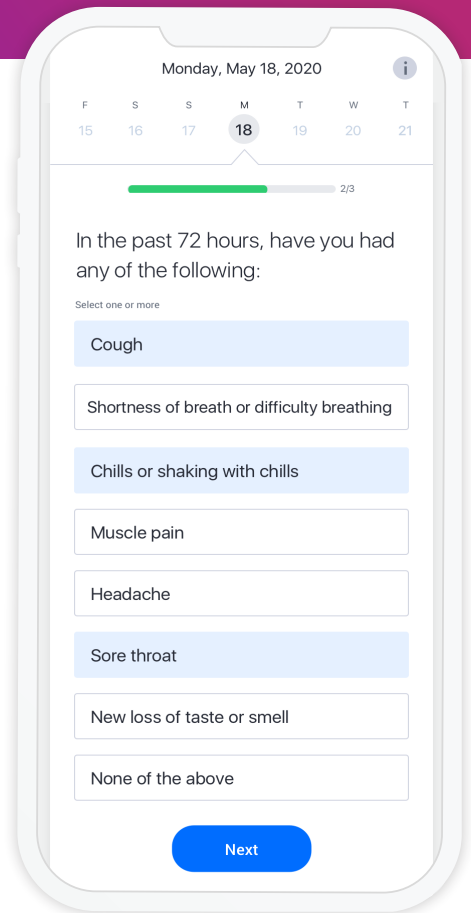 Monday, May 18, 2020
i
F S S M T W T
15 16 17 18 19 20 21
2/3
In the past 72 hours, have you had
any of the following:
Select one or more
Cough
Shortness of breath or difficulty breathing
Chills or shaking with chills
Muscle pain
Headache
Sore throat
New loss of taste or smell
None of the above
Next